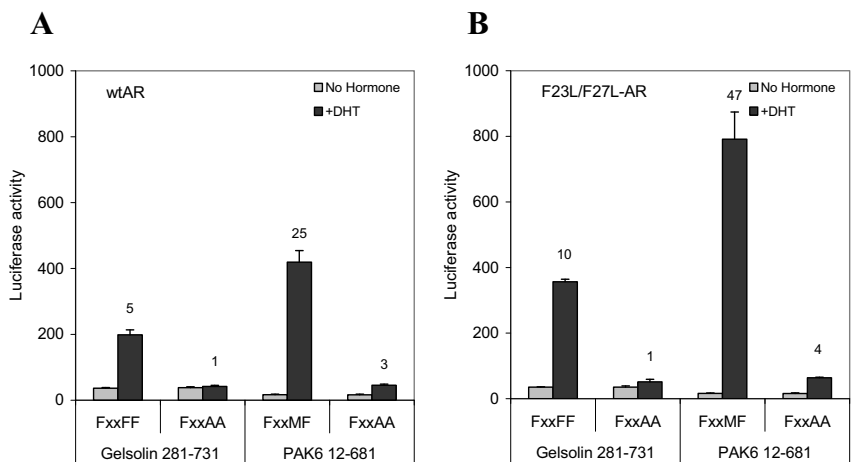 A
B
1000
800
600
400
200
0
Luciferase activity
wtAR
No Hormone
+DHT
5
1
25
3
FxxFF
FxxAA
FxxMF
FxxAA
Gelsolin 281-731
PAK6 12-681
1000
800
600
400
200
0
Luciferase activity
F23L/F27L-AR
No Hormone
+DHT
10
1
47
4
FxxFF
FxxAA
FxxMF
FxxAA
Gelsolin 281-731
PAK6 12-681